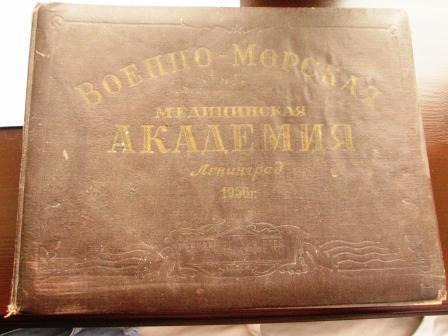 ВОЕННО-МОРСКАЯ
МЕДИЦИНСКАЯ
АКАДЕМИЯ
Ленинград
1956г.